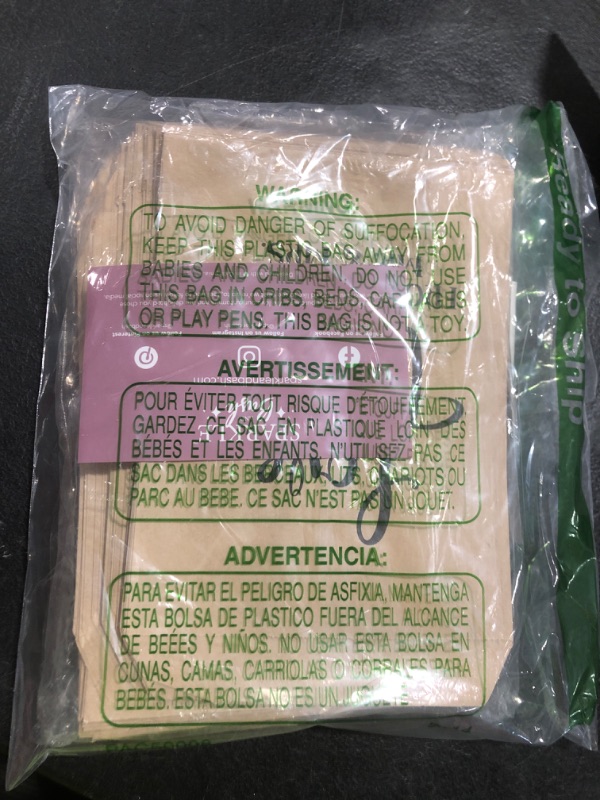 WARNING:
TO AVOID DANGER OF SUFFOCATION,
KEEP THIS PLASTIC BAG AWAY FROM
BABIES AND CHILDREN. DO NOT USE
THIS BAG IN CRIBS, BEDS, CARRIAGES
OR PLAY PENS. THIS BAG IS NOT A TOY.
AVERTISSEMENT:
POUR ÉVITER TOUT RISQUE D'ÉTOUFFEMENT,
GARDEZ CE SAC EN PLASTIQUE LOIN DES
BÉBÉS ET LES ENFANTS. N'UTILISEZ PAS CE
SAC DANS LES BERCEAUX, LITS, CHARIOTS OU
PARC AU BEBE. CE SAC N'EST PAS UN JOUET.
ADVERTENCIA:
PARA EVITAR EL PELIGRO DE ASFIXIA, MANTENGA
ESTA BOLSA DE PLASTICO FUERA DEL ALCANCE
DE BEÉES Y NIÑOS. NO USAR ESTA BOLSA EN
CUNAS, CAMAS, CARRIOLAS O CORRALES PARA
BEBÉS. ESTA BOLSA NO ES UN JUGUETE
Ready to Ship
sparkleandbash.com